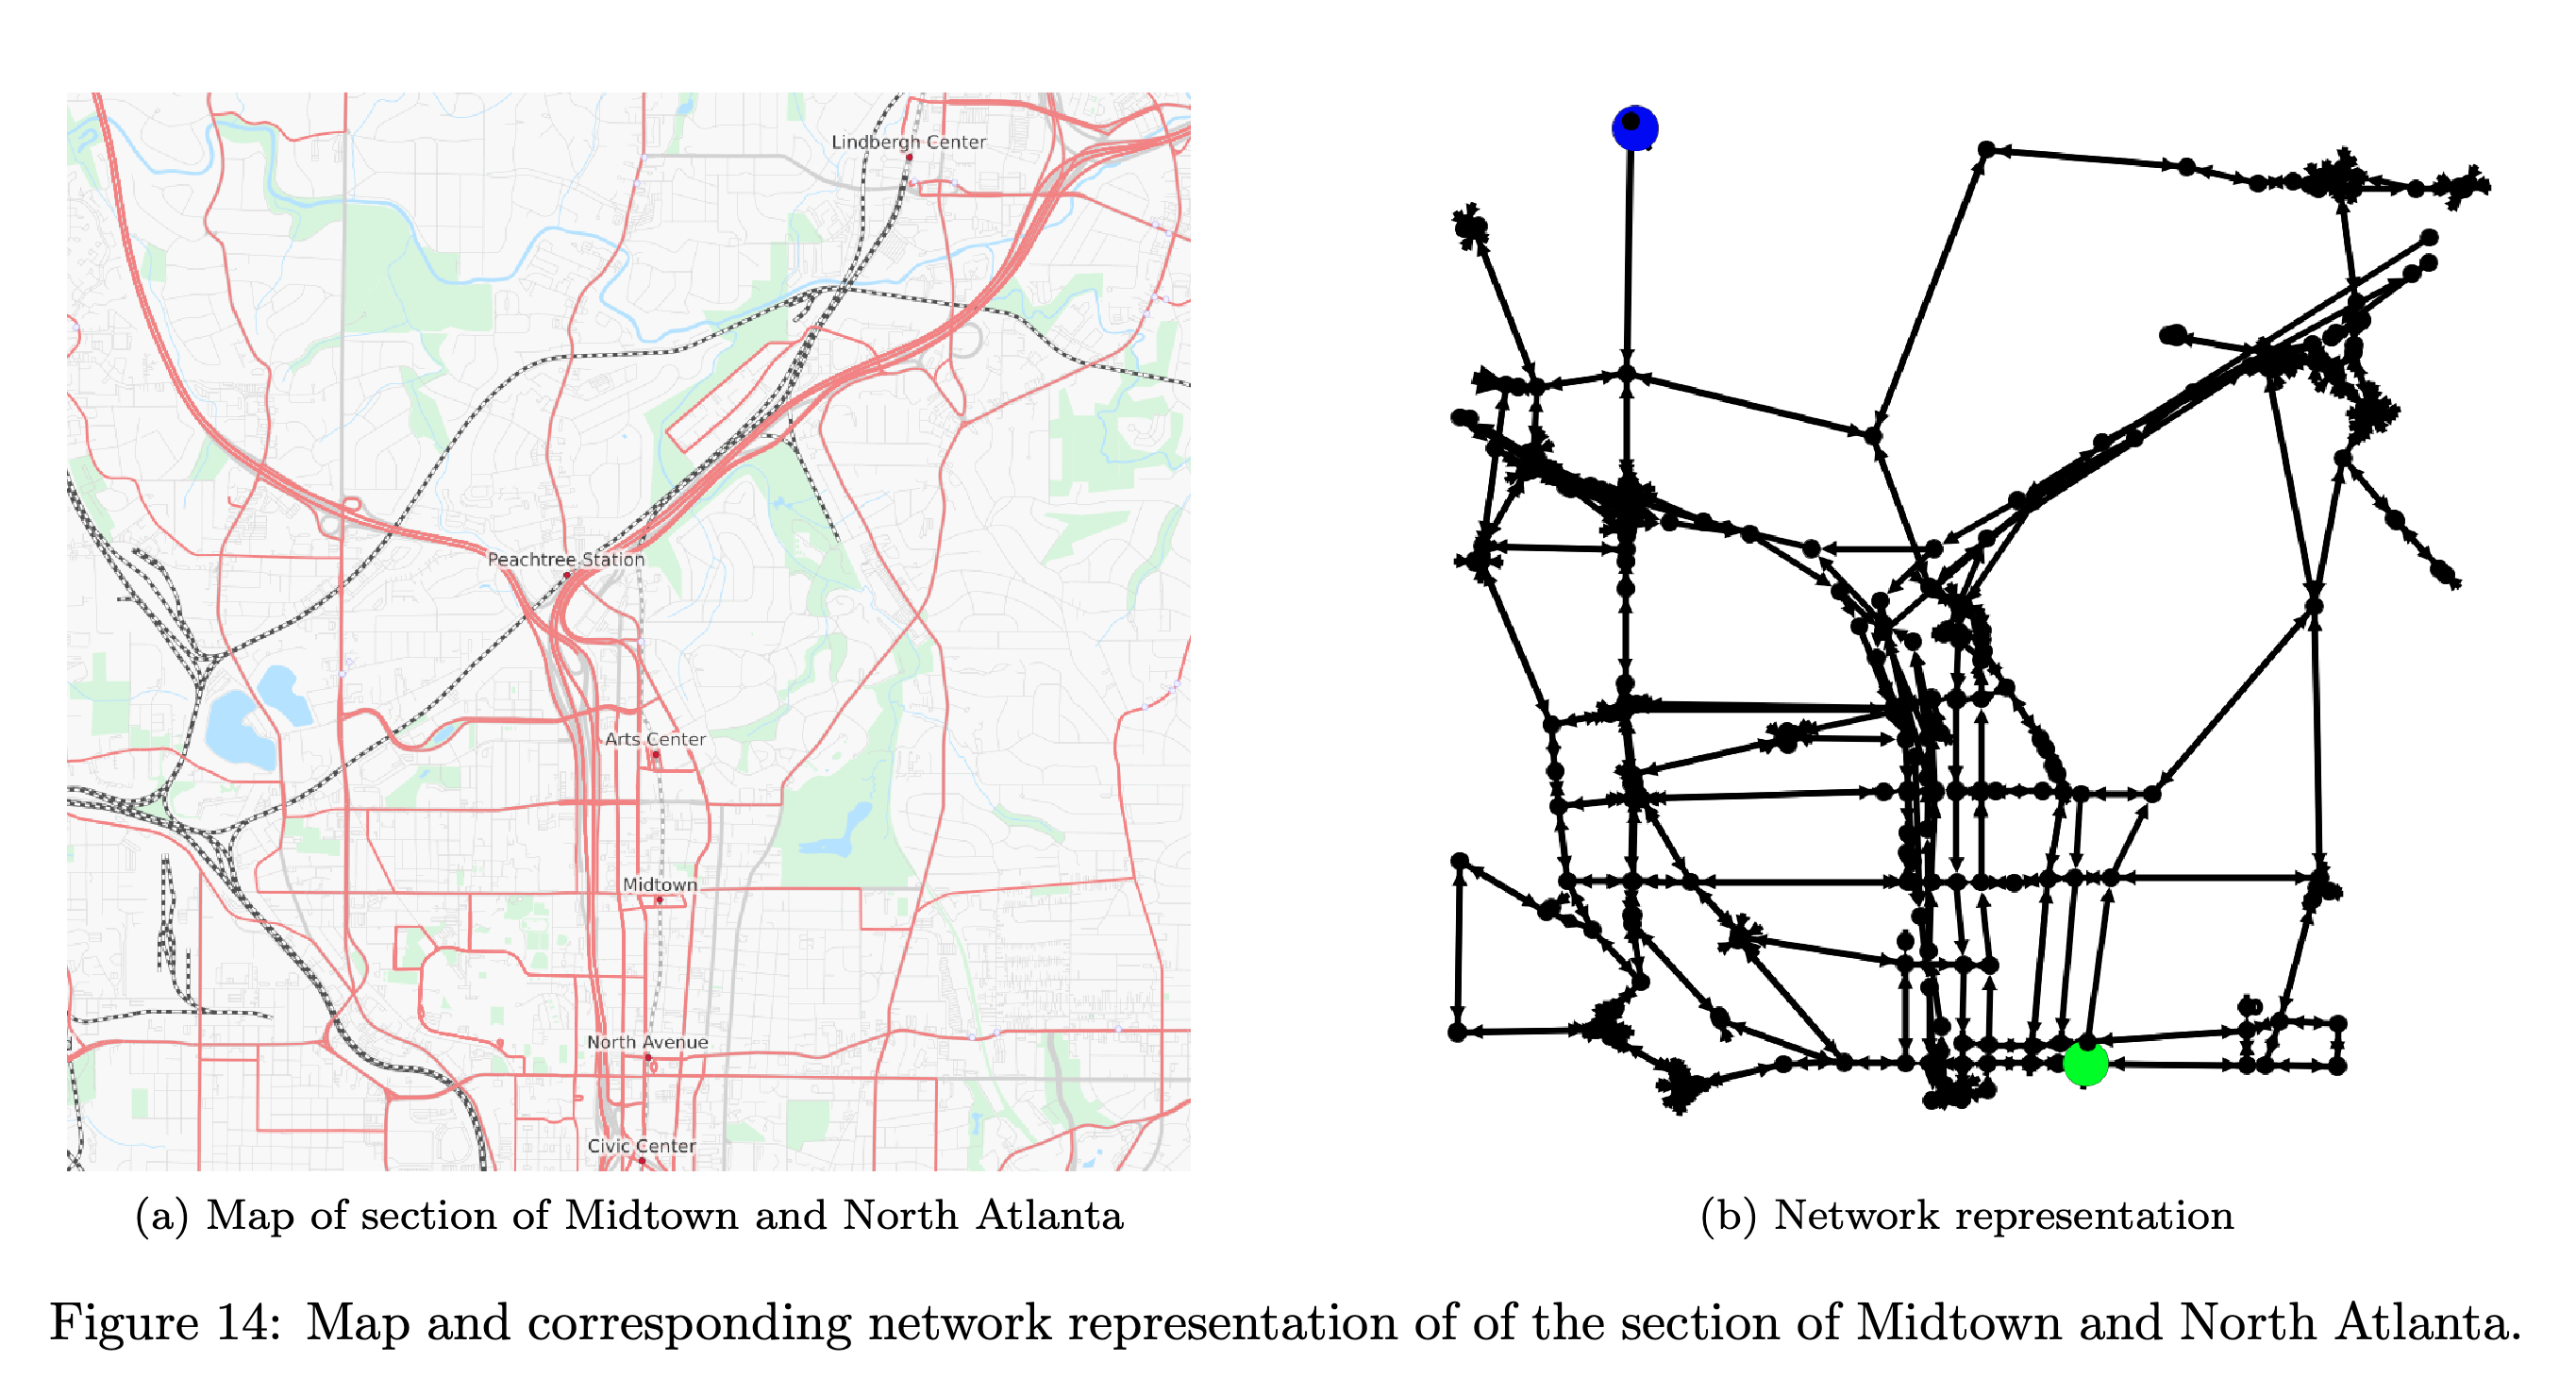 Lindbergh Center
Peachtree Station
Arts Center
Midtown
North Avenue
Civic Center
(a) Map of section of Midtown and North Atlanta
(b) Network representation
Figure 14: Map and corresponding network representation of of the section of Midtown and North Atlanta.